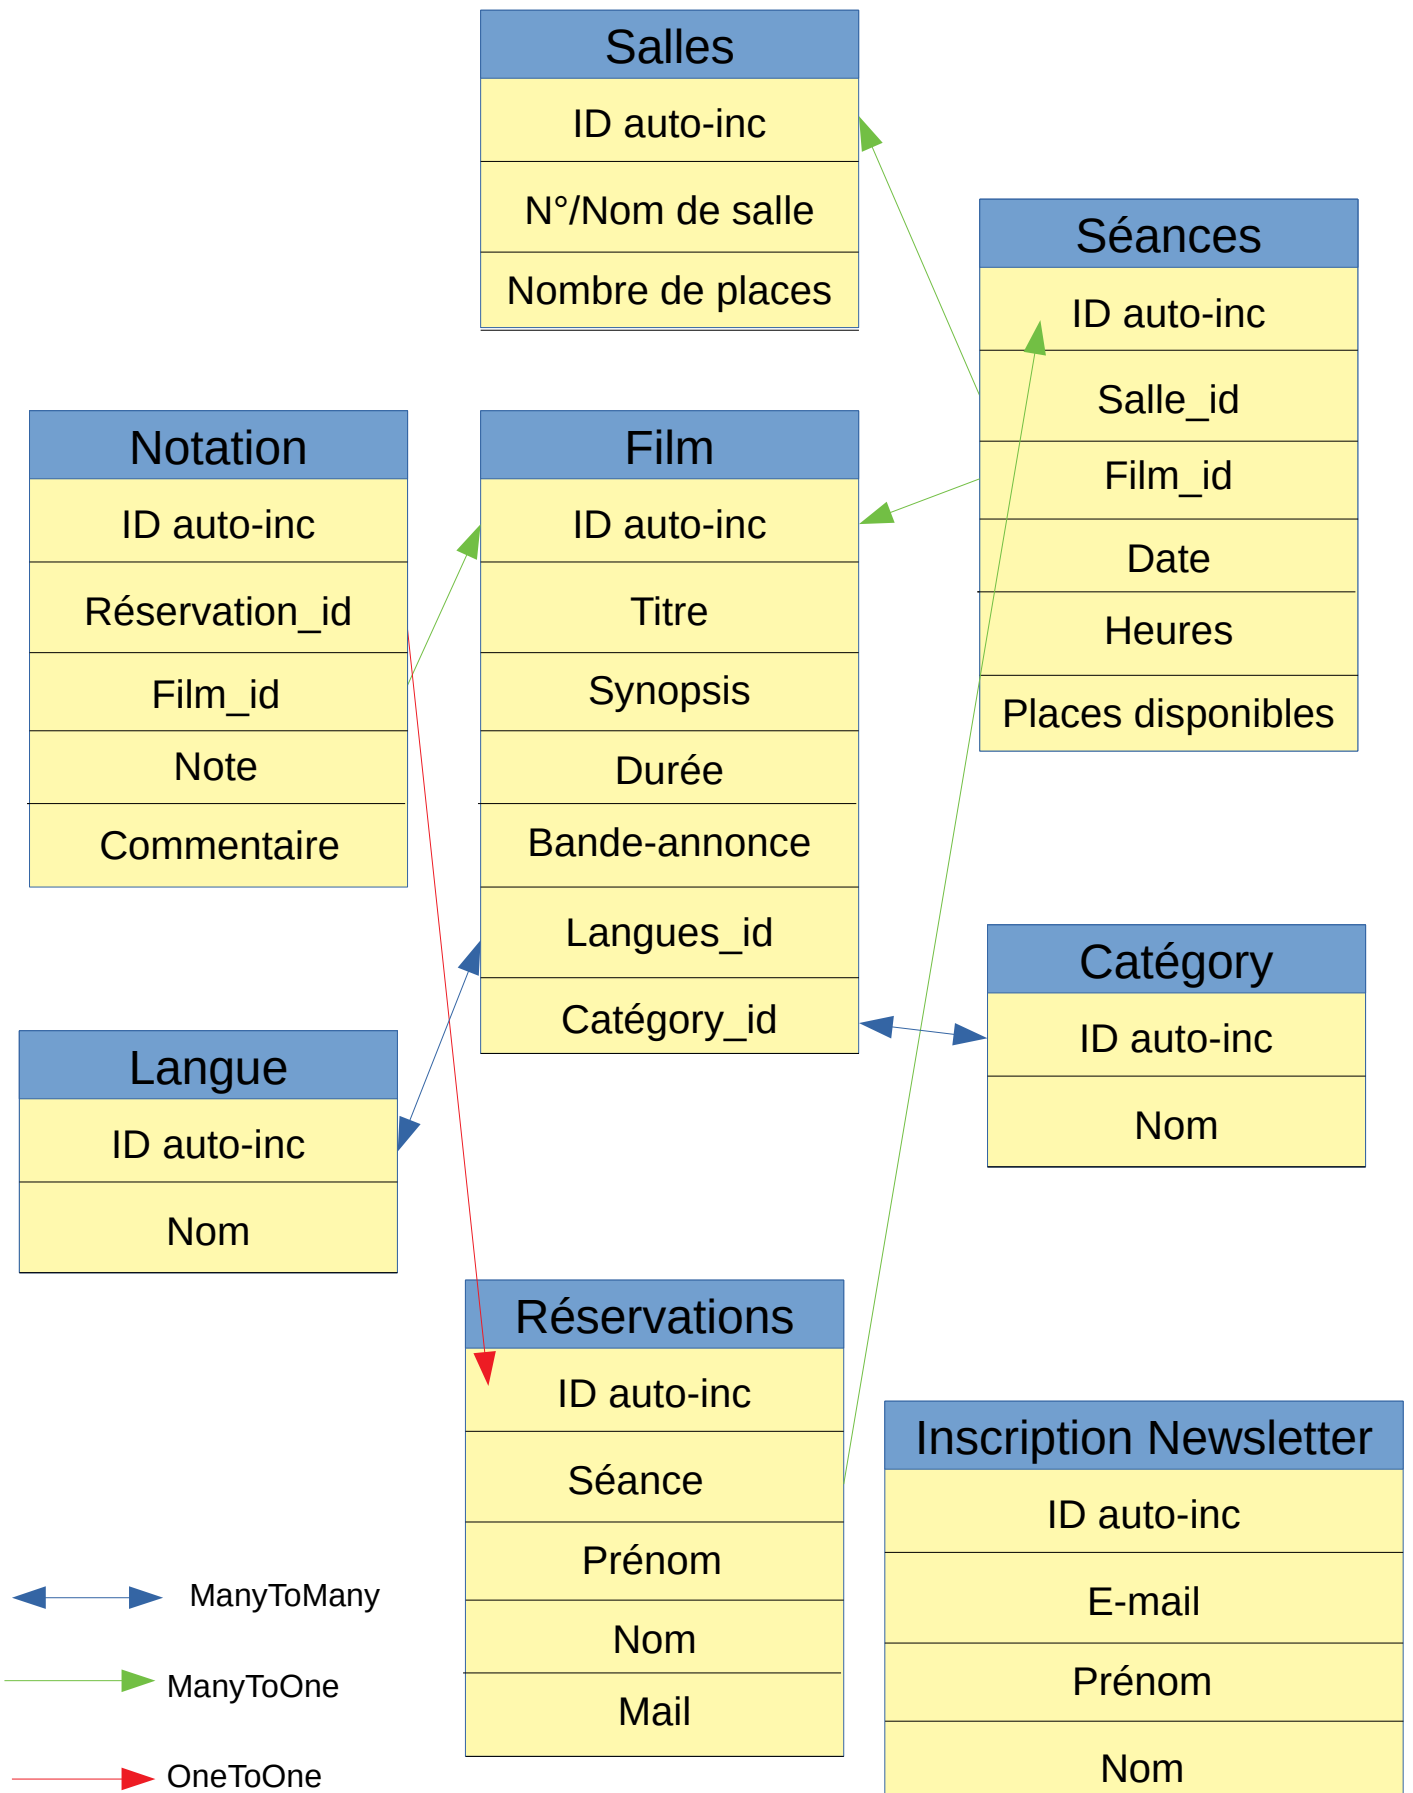 Salles
ID auto-inc
N°/Nom de salle
Nombre de places
Séances
ID auto-inc
Salle_id
Film_id
Date
Heures
Places disponibles
Notation
ID auto-inc
Réservation_id
Film_id
Note
Commentaire
Film
ID auto-inc
Titre
Synopsis
Durée
Bande-annonce
Langues_id
Catégory_id
Catégory
ID auto-inc
Nom
Langue
ID auto-inc
Nom
Réservations
ID auto-inc
Séance
Prénom
Nom
Mail
Inscription Newsletter
ID auto-inc
E-mail
Prénom
Nom
ManyToMany
ManyToOne
OneToOne